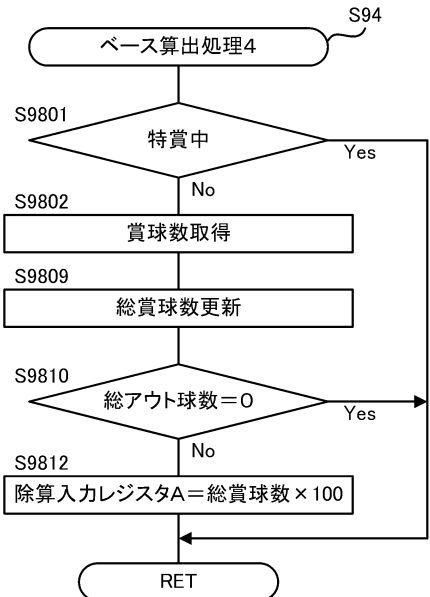 S94
ベース算出処理4
S9801
特賞中
Yes
No
S9802
賞球数取得
S9809
総賞球数更新
S9810
総アウト球数＝0
Yes
No
S9812
除算入力レジスタA＝総賞球数×100
RET